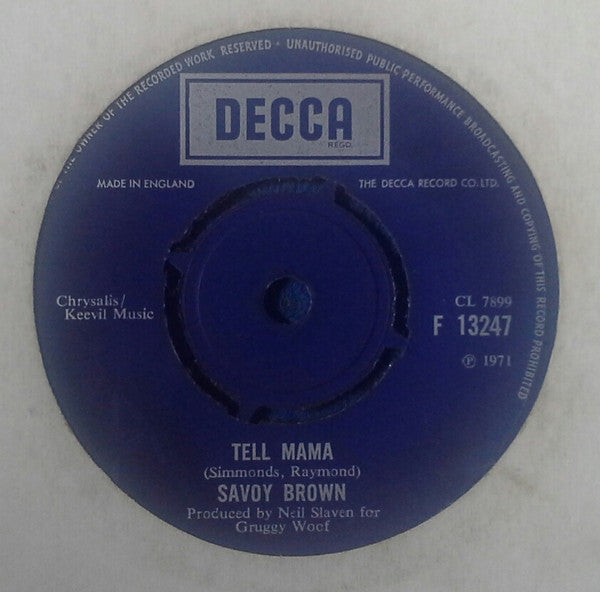 OF THE RECORDED WORK RESERVED · UNAUTHORISED PUBLIC PERFORMANCE BROADCASTING AND COPYING OF THIS RECORD PROHIBITED
DECCA
REGD.
MADE IN ENGLAND
THE DECCA RECORD CO. LTD.
Chrysalis/
Keevil Music
CL 7899
F 13247
℗ 1971
TELL MAMA
(Simmonds, Raymond)
SAVOY BROWN
Produced by Neil Slaven for
Gruggy Woof